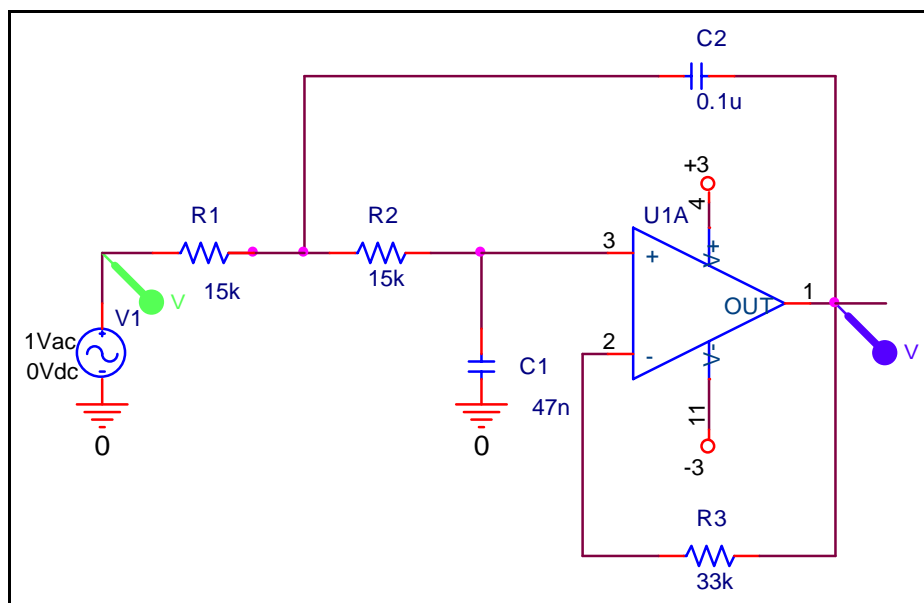 C2
0.1u
+3
4
R1
R2
U1A
3
+
V+
15k
15k
OUT
1
V
V1
1Vac
0Vdc
2
-
V-
V
C1
47n
0
0
11
-3
R3
33k